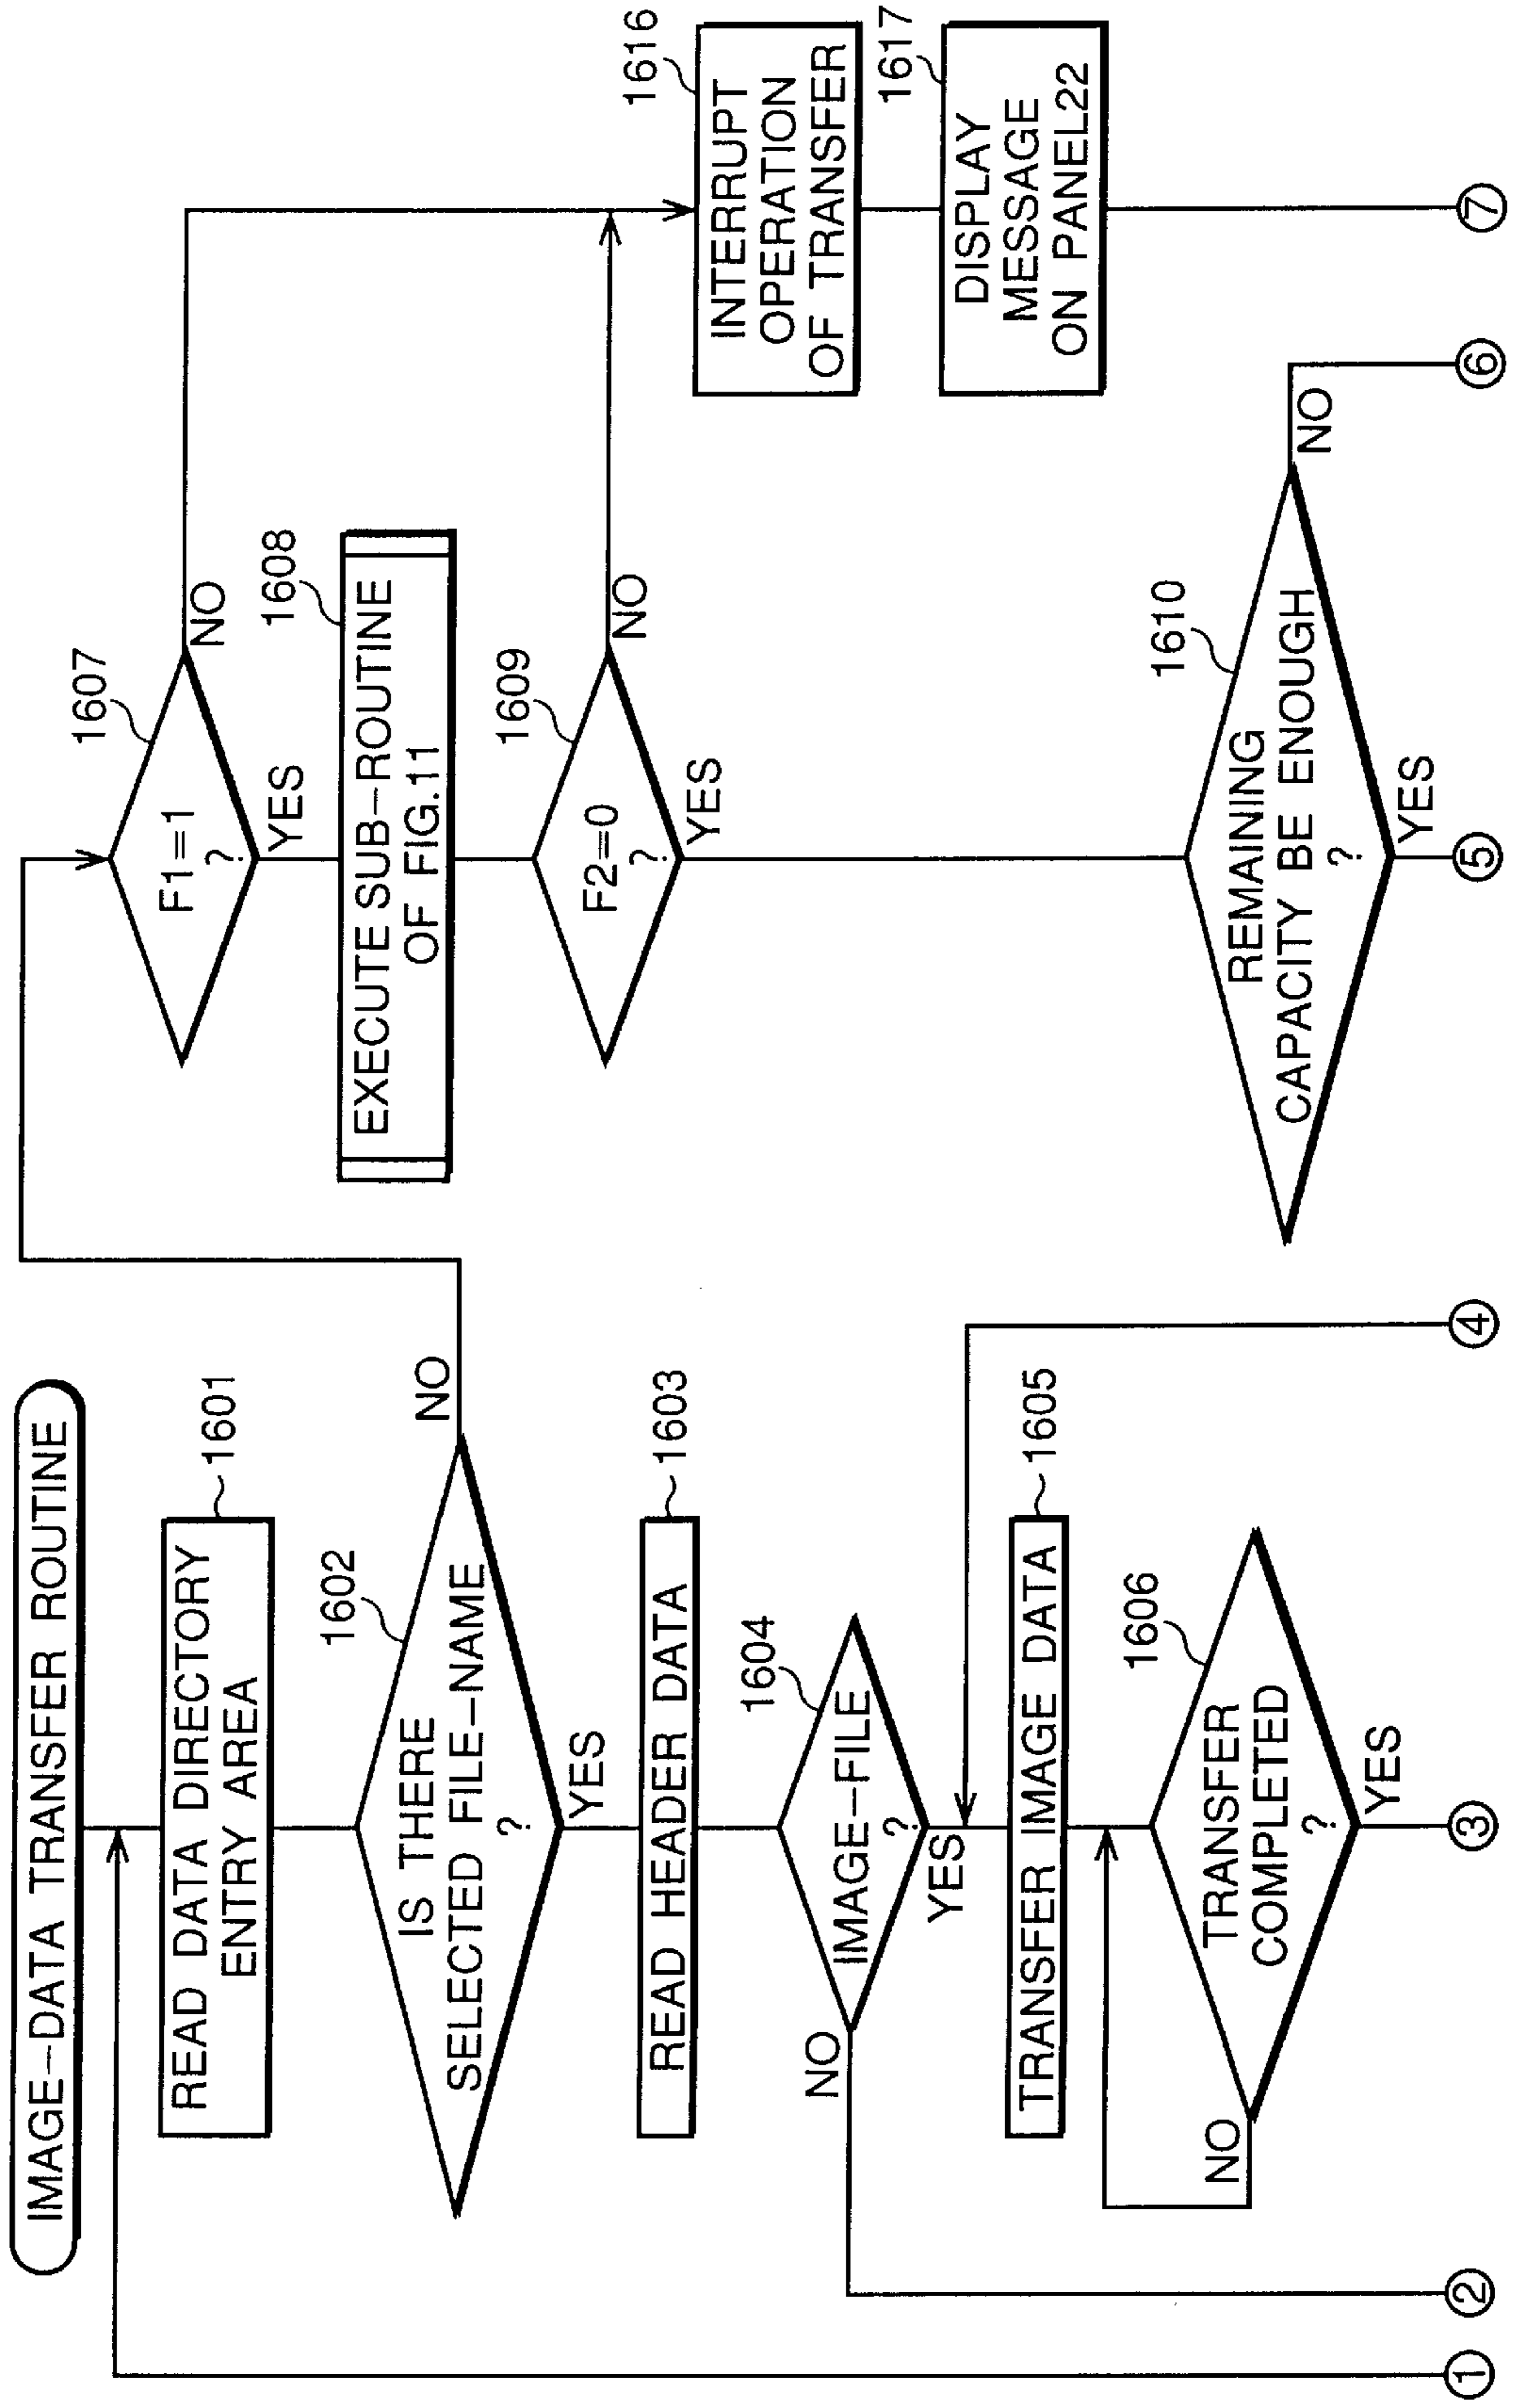 IMAGE-DATA TRANSFER ROUTINE
1601
READ DATA DIRECTORY
ENTRY AREA
1602
IS THERE
SELECTED FILE-NAME
?
NO
YES
1603
READ HEADER DATA
1604
IMAGE-FILE
?
NO
YES
1605
TRANSFER IMAGE DATA
1606
TRANSFER
COMPLETED
?
NO
YES
1
2
3
4
1607
F1=1
?
NO
YES
1608
EXECUTE SUB-ROUTINE
OF FIG.11
1609
F2=0
?
NO
YES
1610
REMAINING
CAPACITY BE ENOUGH
?
NO
YES
1616
INTERRUPT
OPERATION
OF TRANSFER
1617
DISPLAY
MESSAGE
ON PANEL22
5
6
7